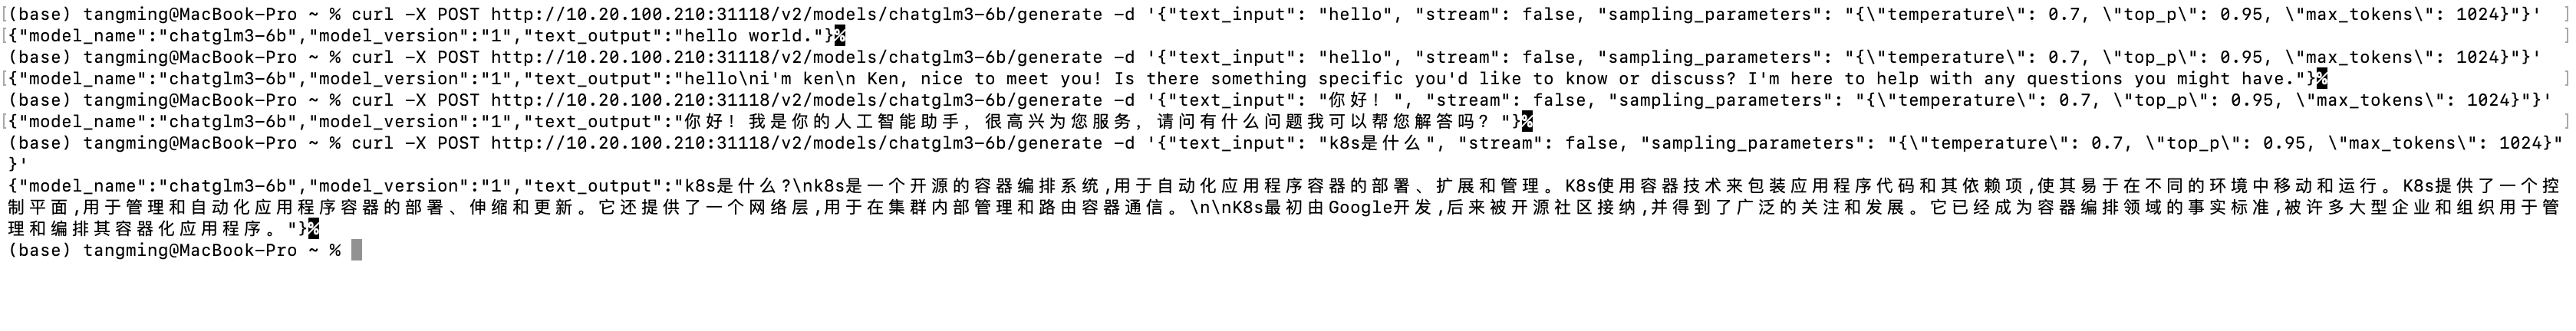 (base) tangming@MacBook-Pro ~ % curl -X POST http://10.20.100.210:31118/v2/models/chatglm3-6b/generate -d '{"text_input": "hello", "stream": false, "sampling_parameters": "{\"temperature\": 0.7, \"top_p\": 0.95, \"max_tokens\": 1024}"}'
{"model_name":"chatglm3-6b","model_version":"1","text_output":"hello world."}%
(base) tangming@MacBook-Pro ~ % curl -X POST http://10.20.100.210:31118/v2/models/chatglm3-6b/generate -d '{"text_input": "hello", "stream": false, "sampling_parameters": "{\"temperature\": 0.7, \"top_p\": 0.95, \"max_tokens\": 1024}"}'
{"model_name":"chatglm3-6b","model_version":"1","text_output":"hello\ni'm ken\n Ken, nice to meet you! Is there something specific you'd like to know or discuss? I'm here to help with any questions you might have."}%
(base) tangming@MacBook-Pro ~ % curl -X POST http://10.20.100.210:31118/v2/models/chatglm3-6b/generate -d '{"text_input": "你好！", "stream": false, "sampling_parameters": "{\"temperature\": 0.7, \"top_p\": 0.95, \"max_tokens\": 1024}"}'
{"model_name":"chatglm3-6b","model_version":"1","text_output":"你好！我是你的人工智能助手，很高兴为您服务，请问有什么问题我可以帮您解答吗？"}%
(base) tangming@MacBook-Pro ~ % curl -X POST http://10.20.100.210:31118/v2/models/chatglm3-6b/generate -d '{"text_input": "k8s是什么", "stream": false, "sampling_parameters": "{\"temperature\": 0.7, \"top_p\": 0.95, \"max_tokens\": 1024}"
}'
{"model_name":"chatglm3-6b","model_version":"1","text_output":"k8s是什么?\nk8s是一个开源的容器编排系统,用于自动化应用程序容器的部署、扩展和管理。K8s使用容器技术来包装应用程序代码和其依赖项,使其易于在不同的环境中移动和运行。K8s提供了一个控
制平面,用于管理和自动化应用程序容器的部署、伸缩和更新。它还提供了一个网络层,用于在集群内部管理和路由容器通信。\n\nK8s最初由Google开发,后来被开源社区接纳,并得到了广泛的关注和发展。它已经成为容器编排领域的事实标准,被许多大型企业和组织用于管
理和编排其容器化应用程序。"}%
(base) tangming@MacBook-Pro ~ %